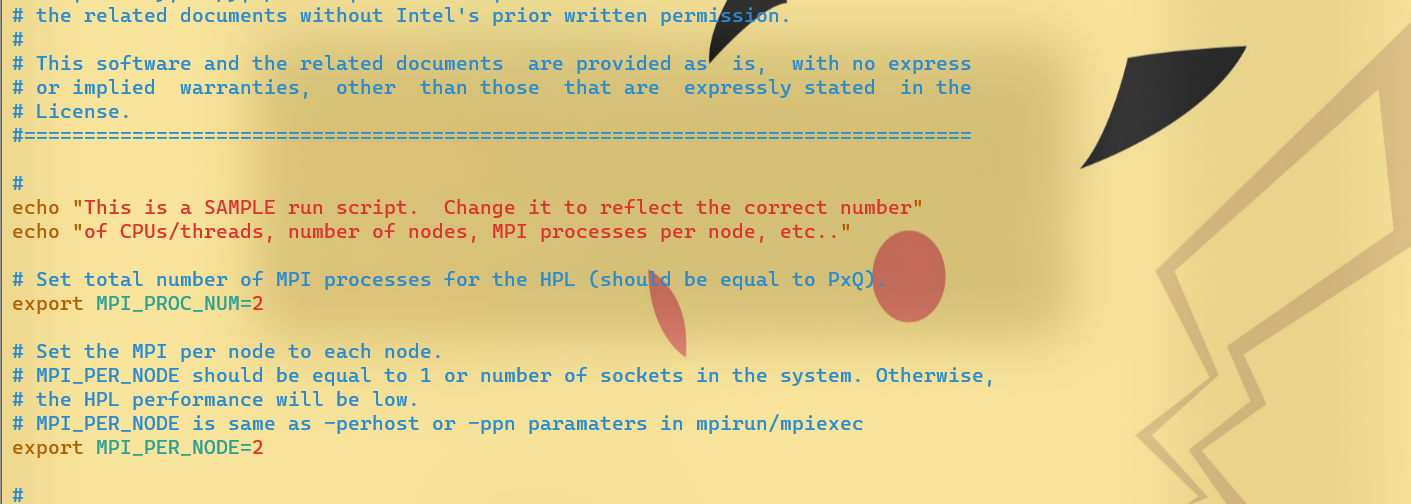 # the related documents without Intel's prior written permission.
#
# This software and the related documents  are provided as  is,  with no express
# or implied  warranties,  other  than those  that are  expressly stated  in the
# License.
#===============================================================================
#
echo "This is a SAMPLE run script.  Change it to reflect the correct number"
echo "of CPUs/threads, number of nodes, MPI processes per node, etc.."
# Set total number of MPI processes for the HPL (should be equal to PxQ).
export MPI_PROC_NUM=2
# Set the MPI per node to each node.
# MPI_PER_NODE should be equal to 1 or number of sockets in the system. Otherwise,
# the HPL performance will be low.
# MPI_PER_NODE is same as -perhost or -ppn paramaters in mpirun/mpiexec
export MPI_PER_NODE=2
#